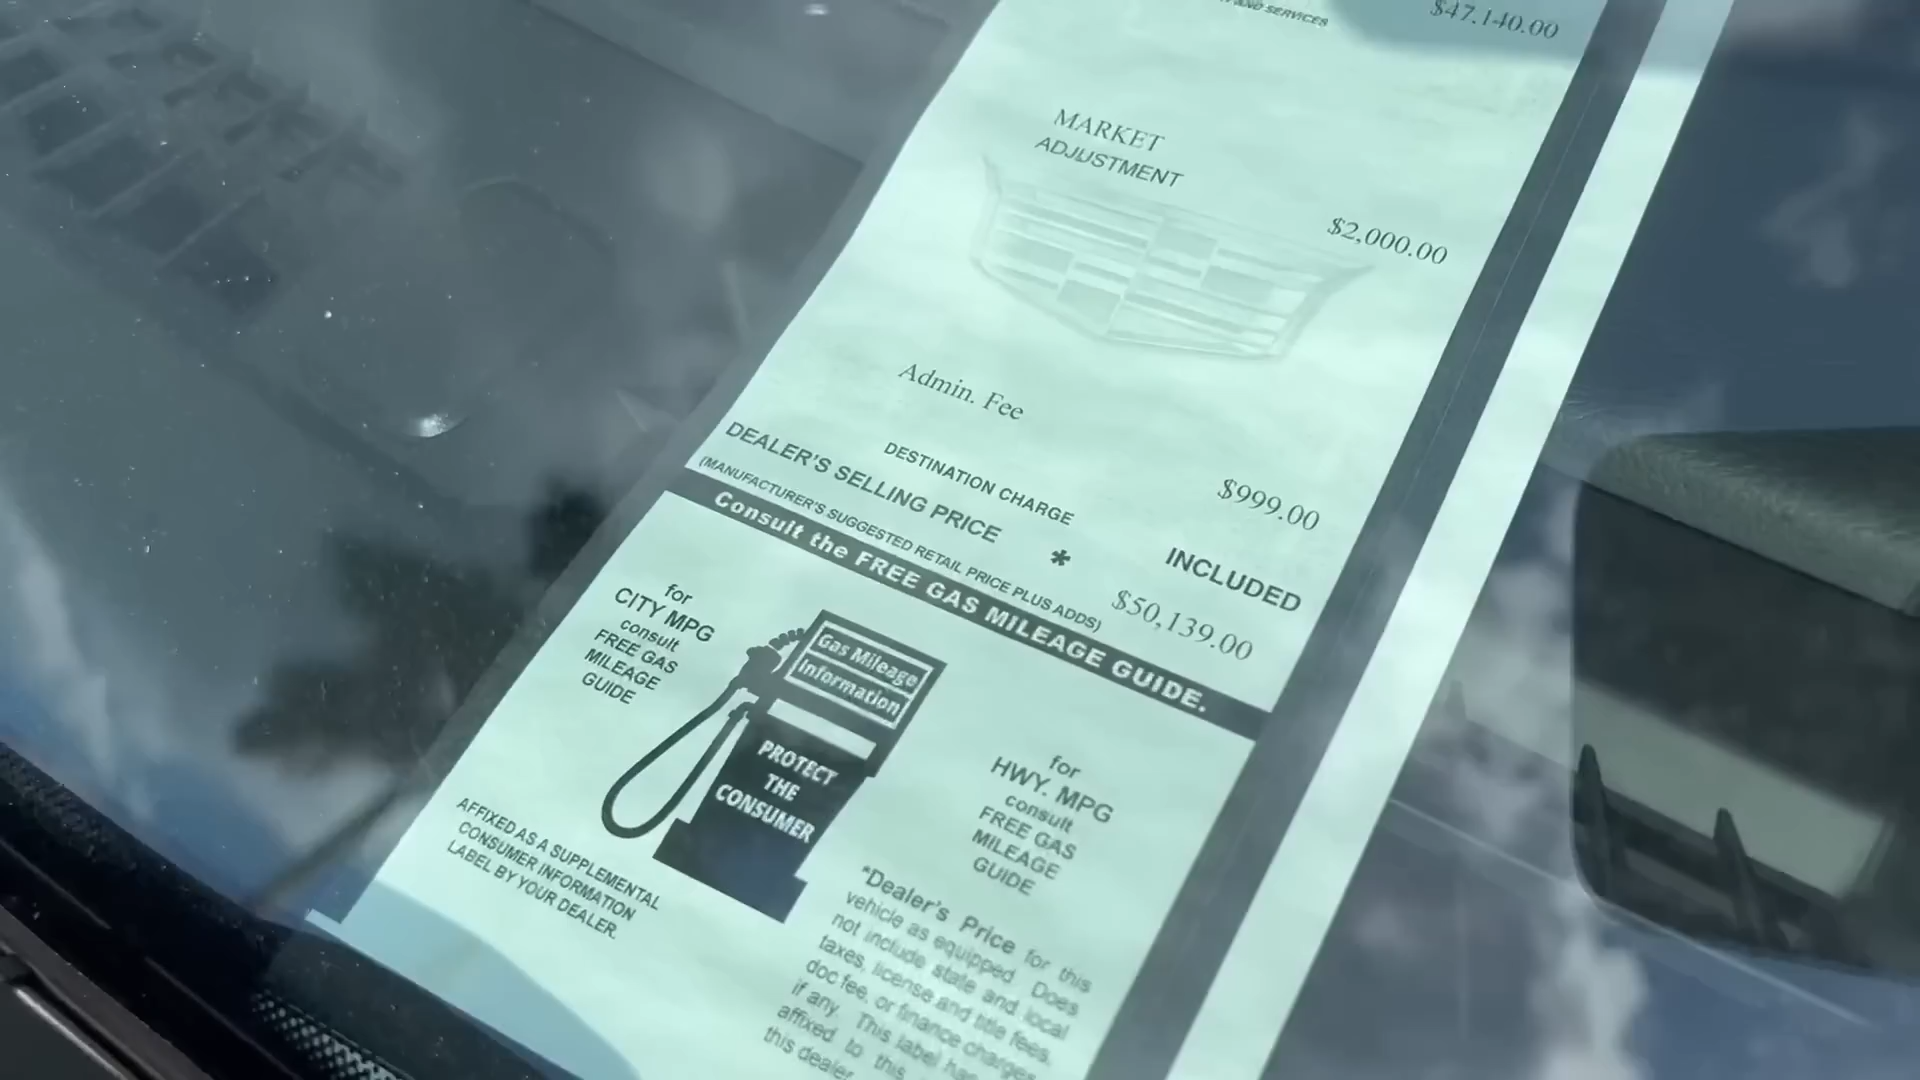 AND SERVICES
$47,140.00
MARKET
ADJUSTMENT
$2,000.00
Admin. Fee
$999.00
DESTINATION CHARGE
INCLUDED
DEALER'S SELLING PRICE * $50,139.00
(MANUFACTURER'S SUGGESTED RETAIL PRICE PLUS ADDS)
Consult the FREE GAS MILEAGE GUIDE.
for
CITY MPG
consult
FREE GAS
MILEAGE
GUIDE
Gas Mileage
Information
PROTECT
THE
CONSUMER
for
HWY. MPG
consult
FREE GAS
MILEAGE
GUIDE
AFFIXED AS A SUPPLEMENTAL
CONSUMER INFORMATION
LABEL BY YOUR DEALER.
*Dealer's Price for this
vehicle as equipped. Does
not include state and local
taxes, license and title fees,
doc fee, or finance charges
if any. This label has
affixed to this
this dealer